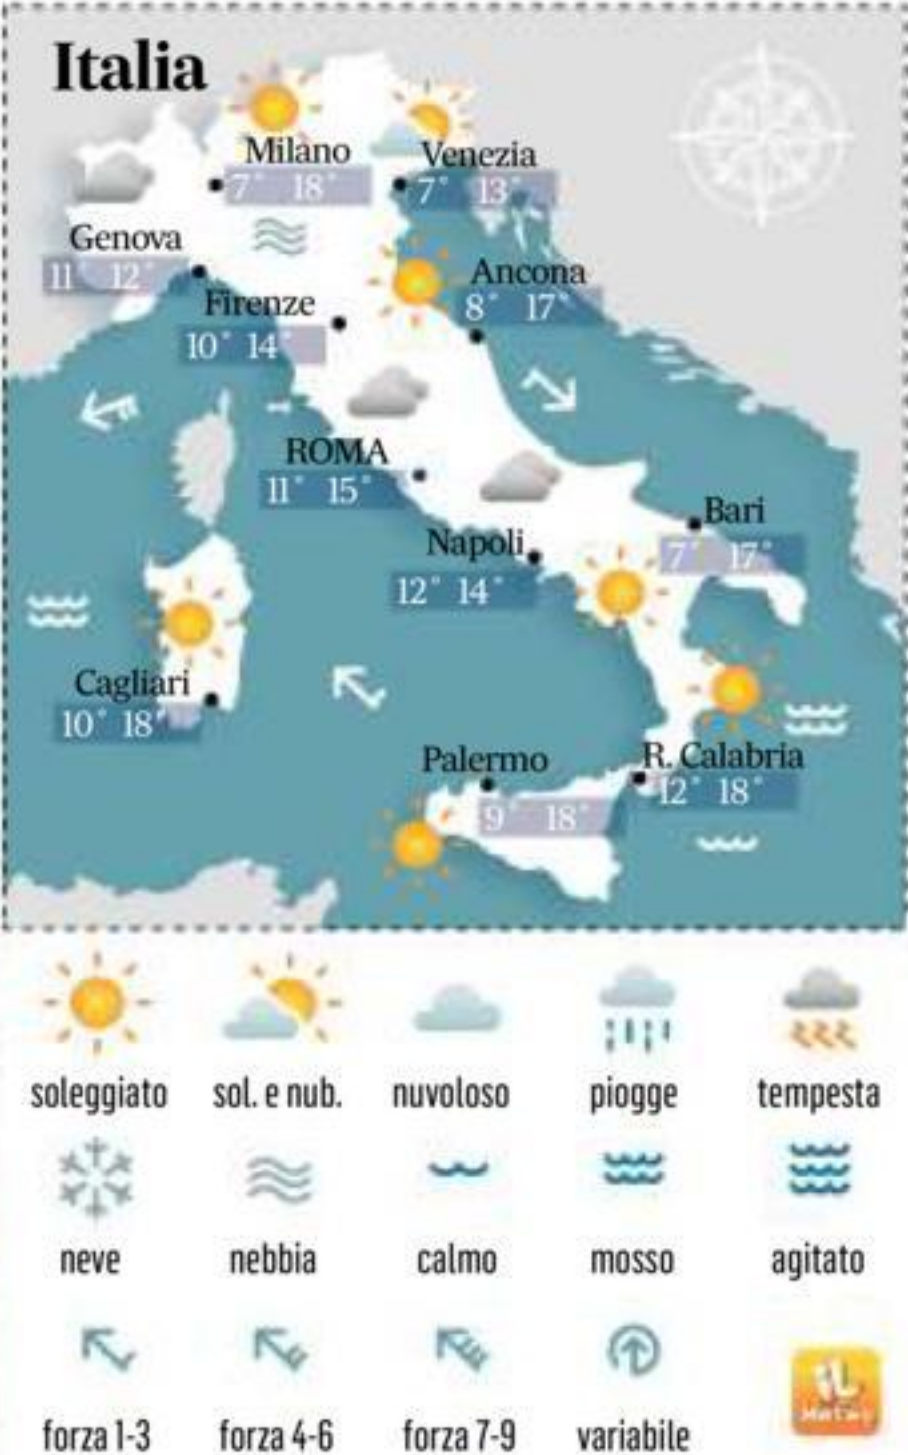 Italia
Milano
7° 18°
Venezia
7° 13°
Genova
11° 12°
Ancona
8° 17°
Firenze
10° 14°
ROMA
11° 15°
Bari
7° 17°
Napoli
12° 14°
Cagliari
10° 18°
Palermo
9° 18°
R. Calabria
12° 18°
soleggiato sol. e nub. nuvoloso piogge tempesta
neve nebbia calmo mosso agitato
forza 1-3 forza 4-6 forza 7-9 variabile
iL